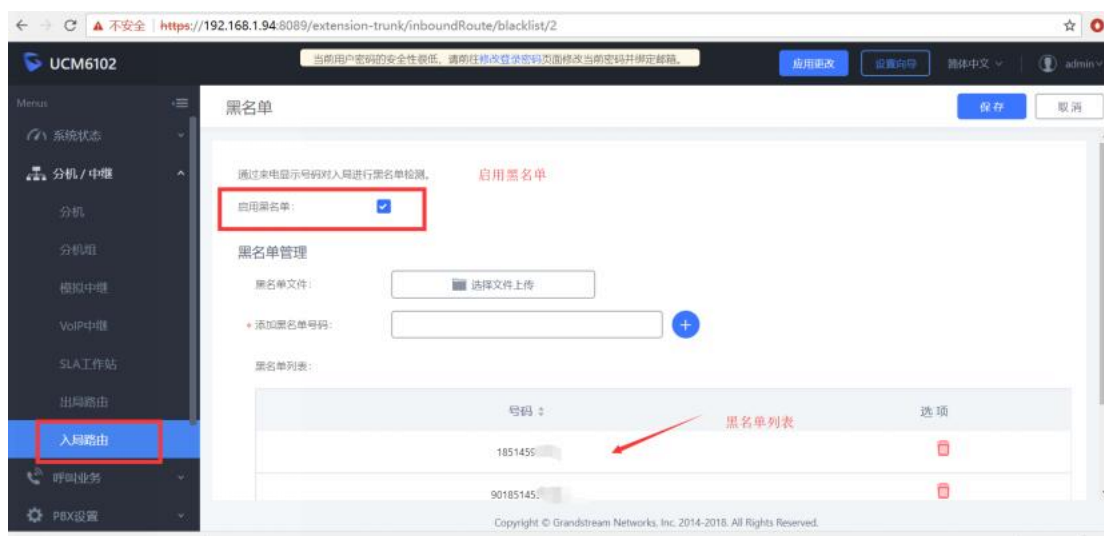 不安全 https://192.168.1.94:8089/extension-trunk/inboundRoute/blacklist/2
UCM6102
当前用户密码的安全性很低，请前往修改登录密码页面修改当前密码并绑定邮箱。
应用更改
设置向导
简体中文
admin
Menus
系统状态
分机/中继
分机
分机组
模拟中继
VoIP中继
SLA工作站
出局路由
入局路由
呼叫业务
PBX设置
黑名单
保存
取消
通过来电显示号码对入局进行黑名单检测。
启用黑名单
启用黑名单:
黑名单管理
黑名单文件:
选择文件上传
* 添加黑名单号码:
黑名单列表:
号码
选项
黑名单列表
1851459
90185145
Copyright © Grandstream Networks, Inc. 2014-2018. All Rights Reserved.